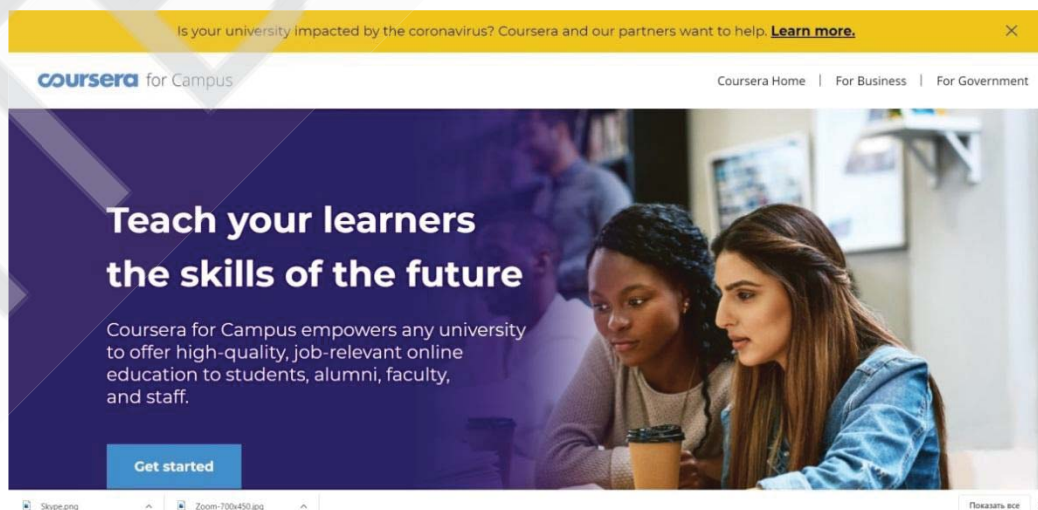 Is your university impacted by the coronavirus? Coursera and our partners want to help. Learn more.
coursera for Campus
Coursera Home | For Business | For Government
Teach your learners
the skills of the future
Coursera for Campus empowers any university
to offer high-quality, job-relevant online
education to students, alumni, faculty,
and staff.
Get started
Skype.png
Zoom-700x450.jpg
Показать все